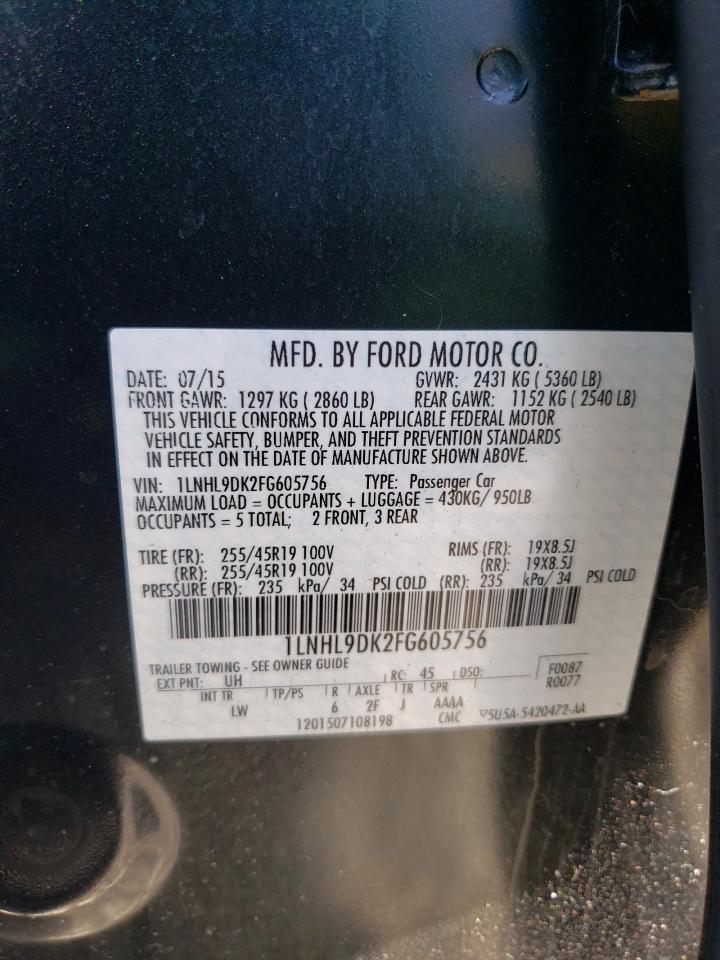 MFD. BY FORD MOTOR CO.
DATE: 07/15 GVWR: 2431 KG ( 5360 LB)
FRONT GAWR: 1297 KG ( 2860 LB) REAR GAWR: 1152 KG ( 2540 LB)
THIS VEHICLE CONFORMS TO ALL APPLICABLE FEDERAL MOTOR
VEHICLE SAFETY, BUMPER, AND THEFT PREVENTION STANDARDS
IN EFFECT ON THE DATE OF MANUFACTURE SHOWN ABOVE.
VIN: 1LNHL9DK2FG605756 TYPE: Passenger Car
MAXIMUM LOAD = OCCUPANTS + LUGGAGE = 430KG/ 950LB
OCCUPANTS = 5 TOTAL; 2 FRONT, 3 REAR
TIRE (FR): 255/45R19 100V RIMS (FR): 19X8.5J
(RR): 255/45R19 100V (RR): 19X8.5J
PRESSURE (FR): 235 kPa/ 34 PSI COLD (RR): 235 kPa/ 34 PSI COLD
1LNHL9DK2FG605756
TRAILER TOWING - SEE OWNER GUIDE
EXT PNT: UH RC: 45 DSO: F0087
R0077
INT TR TP/PS R AXLE TR SPR
LW 6 2F J AAAA
1201507108198 CMC ▽5U5A-5420472-AA